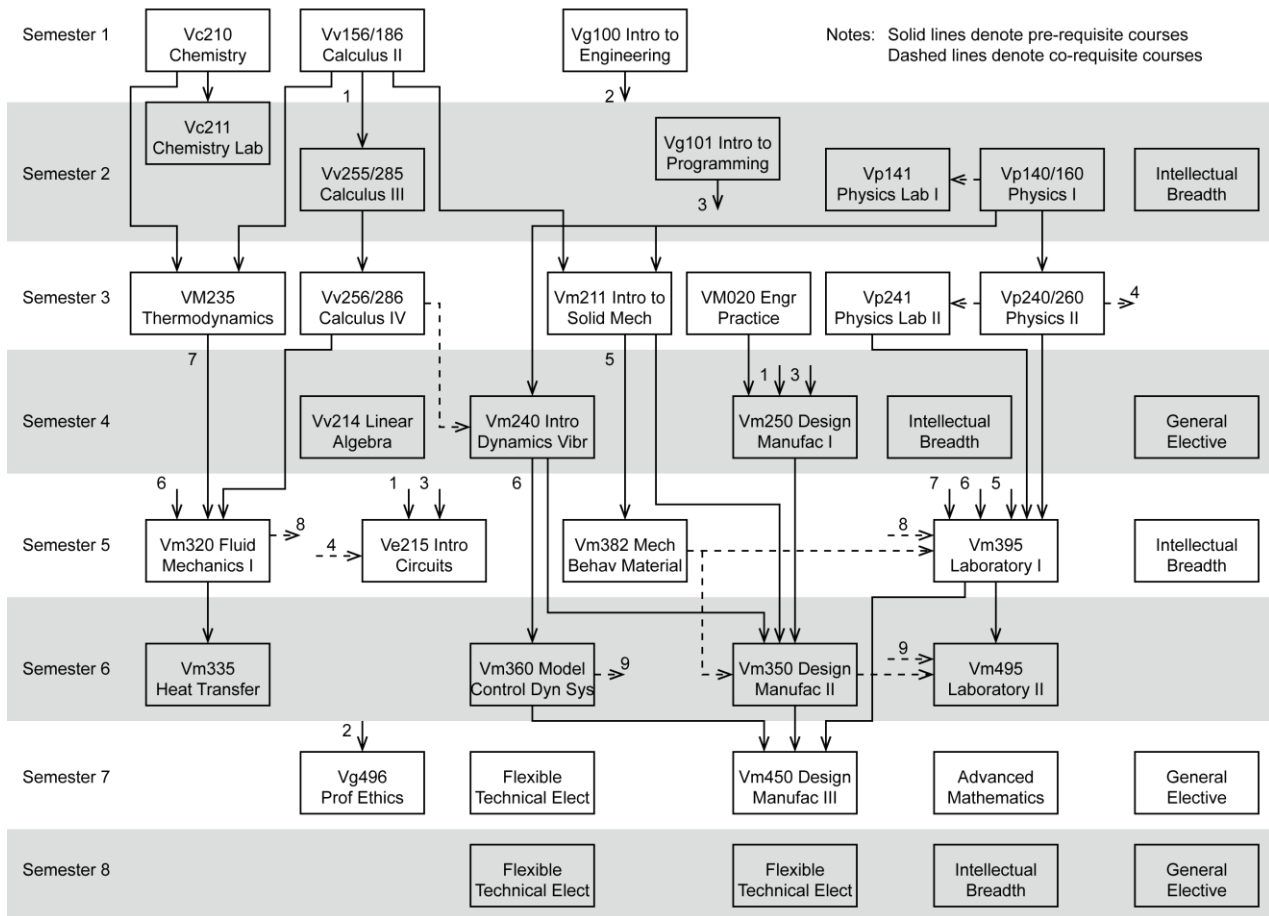 Semester 1
Vc210
Chemistry
Vv156/186
Calculus II
Vg100 Intro to
Engineering
Notes: Solid lines denote pre-requisite courses
Dashed lines denote co-requisite courses
1
2
Semester 2
Vc211
Chemistry Lab
Vv255/285
Calculus III
Vg101 Intro to
Programming
3
Vp141
Physics Lab I
Vp140/160
Physics I
Intellectual
Breadth
Semester 3
VM235
Thermodynamics
Vv256/286
Calculus IV
Vm211 Intro to
Solid Mech
VM020 Engr
Practice
Vp241
Physics Lab II
Vp240/260
Physics II
4
7
5
Semester 4
1
3
Vv214 Linear
Algebra
Vm240 Intro
Dynamics Vibr
Vm250 Design
Manufac I
Intellectual
Breadth
General
Elective
Semester 5
6
1
3
6
7
6
5
Vm320 Fluid
Mechanics I
8
4
Ve215 Intro
Circuits
Vm382 Mech
Behav Material
8
Vm395
Laboratory I
Intellectual
Breadth
Semester 6
Vm335
Heat Transfer
Vm360 Model
Control Dyn Sys
9
Vm350 Design
Manufac II
9
Vm495
Laboratory II
Semester 7
2
Vg496
Prof Ethics
Flexible
Technical Elect
Vm450 Design
Manufac III
Advanced
Mathematics
General
Elective
Semester 8
Flexible
Technical Elect
Flexible
Technical Elect
Intellectual
Breadth
General
Elective